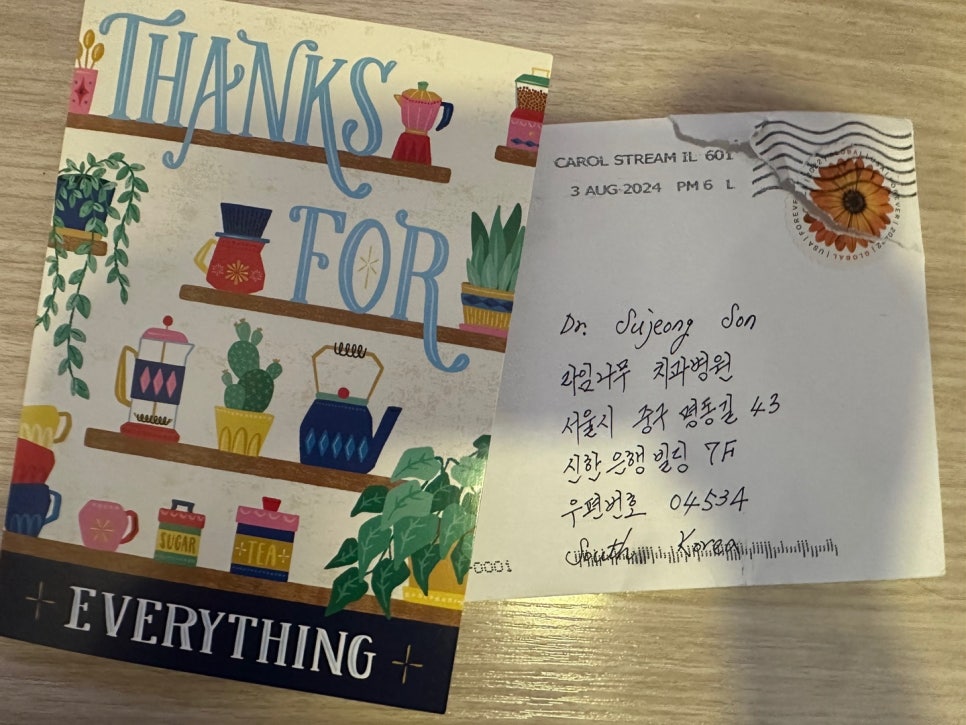 THANKS
FOR
SUGAR
TEA
EVERYTHING
CAROL STREAM IL 601
3 AUG 2024 PM 6 L
Dr. Sujeong Son
라임나무 치과병원
서울시 중구 명동길 43
신한은행빌딩 7F
우편번호 04534
South Korea
-0001